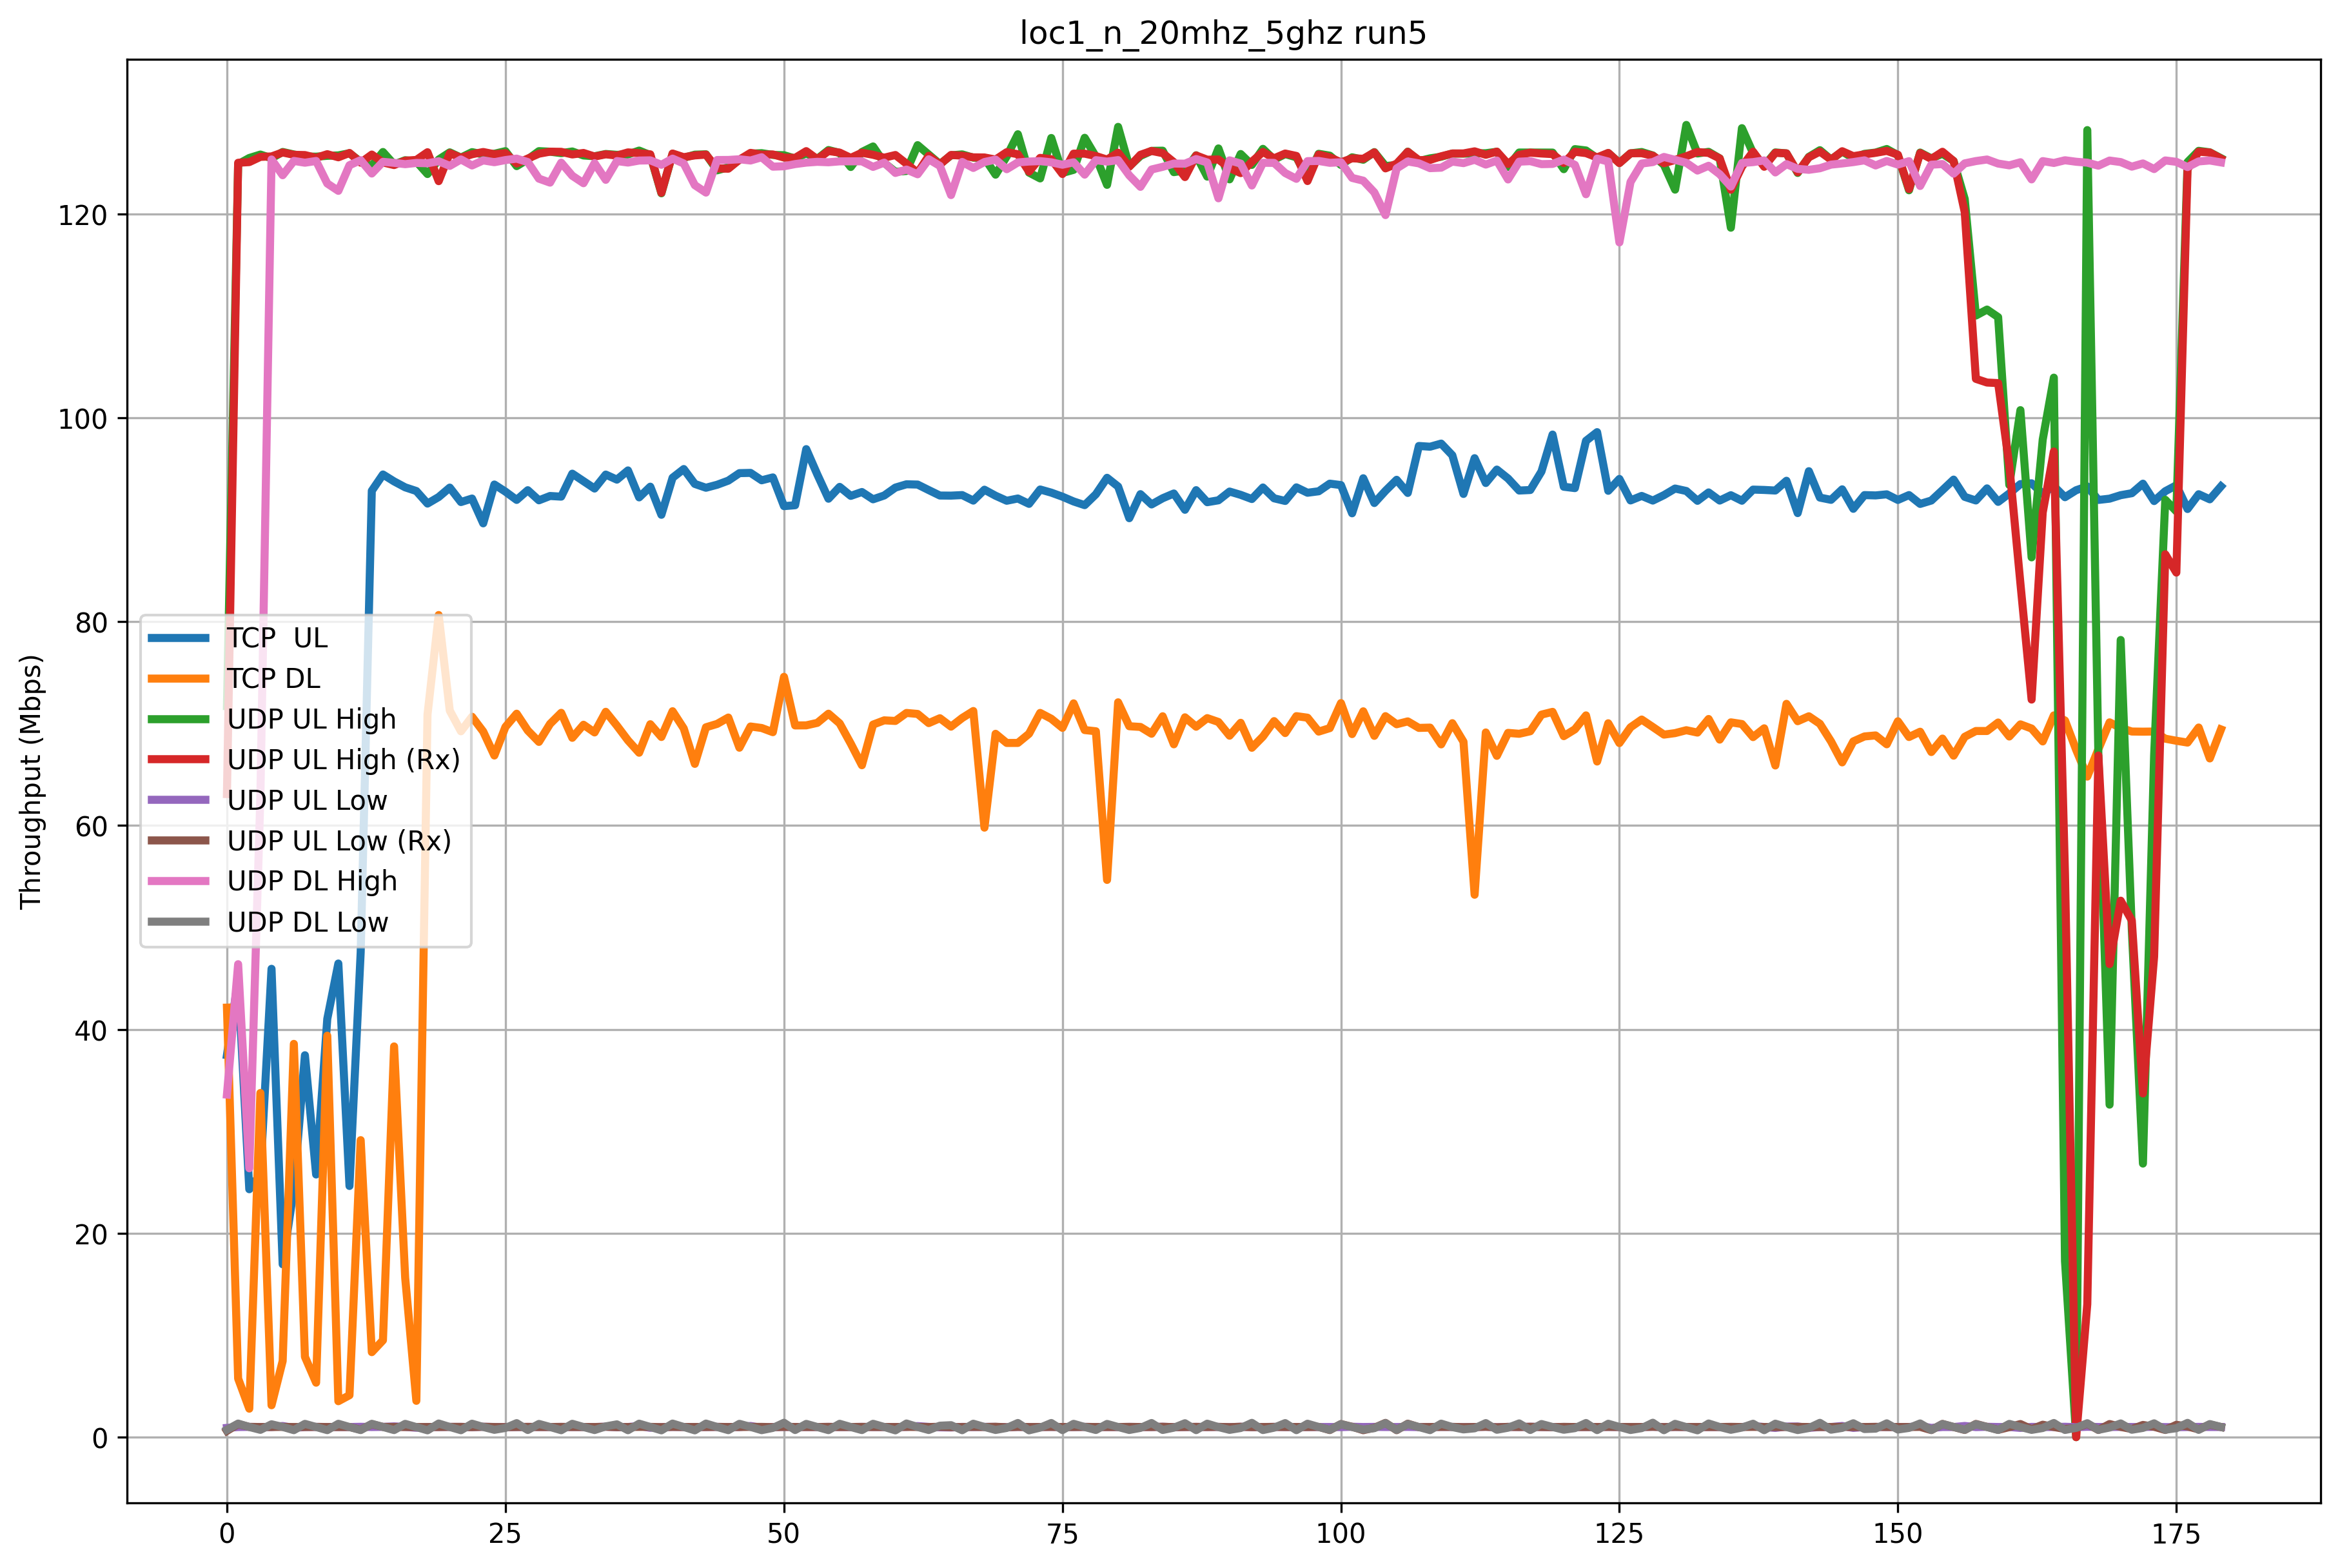 loc1_n_20mhz_5ghz run5
Throughput (Mbps)
120
100
80
60
40
20
0
TCP  UL
TCP DL
UDP UL High
UDP UL High (Rx)
UDP UL Low
UDP UL Low (Rx)
UDP DL High
UDP DL Low
0 25 50 75 100 125 150 175